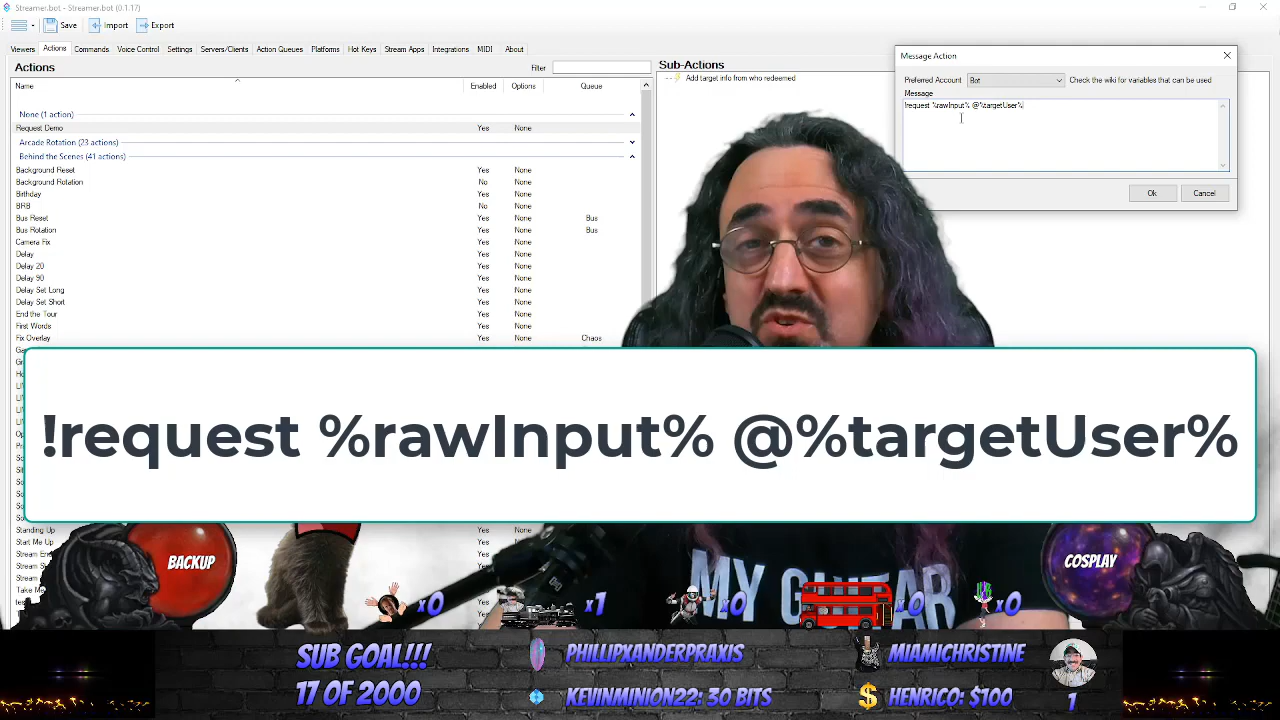 Streamer.bot - Streamer.bot (0.1.17)
Save Import Export
Viewers Actions Commands Voice Control Settings Servers/Clients Action Queues Platforms Hot Keys Stream Apps Integrations MIDI About
Actions
Filter
Name Enabled Options Queue
None (1 action)
Request Demo Yes None
Arcade Rotation (23 actions)
Behind the Scenes (41 actions)
Background Reset Yes None
Background Rotation No None
Birthday Yes None
BRB No None
Bus Reset Yes None Bus
Bus Rotation Yes None Bus
Camera Fix Yes None
Delay Yes None
Delay 20 Yes None
Delay 90 Yes None
Delay Set Long Yes None
Delay Set Short Yes None
End the Tour Yes None
First Words Yes None
Fix Overlay Yes None Chaos
Sub-Actions
Add target info from who redeemed
Message Action
Preferred Account Bot Check the wiki for variables that can be used
Message
!request %rawInput% @%targetUser%
Ok Cancel
!request %rawInput% @%targetUser%
Standing Up Yes None
Start Me Up Yes None
Stream
Stream
Take Me
BACKUP
COSPLAY
MY GUITAR
x0 x1 x0 x0 x0
SUB GOAL!!! PHILLIPXANDERPRAXIS MIAMICHRISTINE
17 OF 2000 KEVINMINION22: 30 BITS HENRICO: $100 1